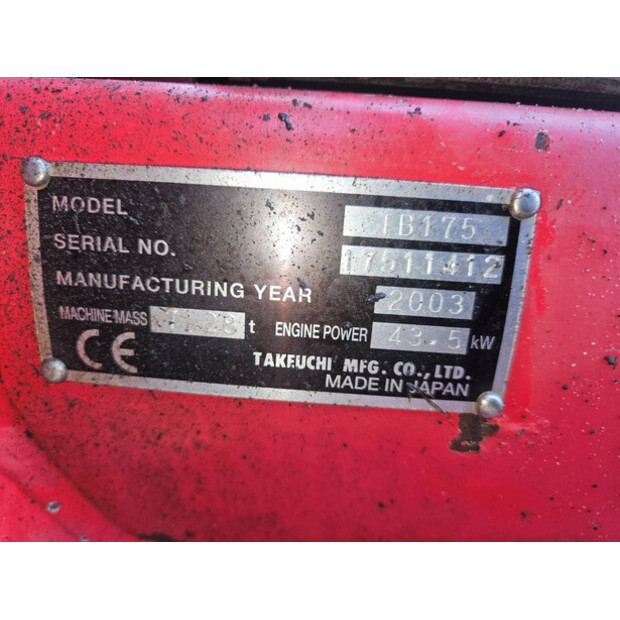 MODEL TB175
SERIAL NO. 17511412
MANUFACTURING YEAR 2003
MACHINE MASS t ENGINE POWER 43.5 kW
CE TAKEUCHI MFG. CO., LTD.
MADE IN JAPAN